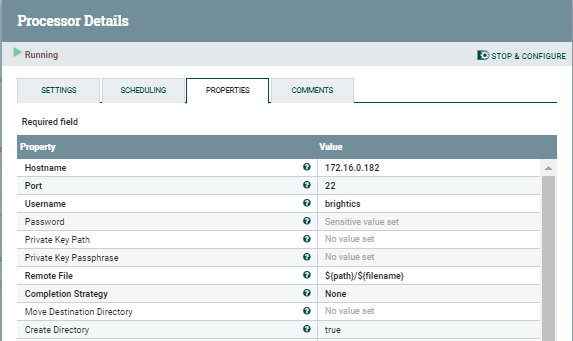 Processor Details
Running
STOP & CONFIGURE
SETTINGS SCHEDULING PROPERTIES COMMENTS
Required field
Property Value
Hostname 172.16.0.182
Port 22
Username brightics
Password Sensitive value set
Private Key Path No value set
Private Key Passphrase No value set
Remote File ${path}/${filename}
Completion Strategy None
Move Destination Directory No value set
Create Directory true